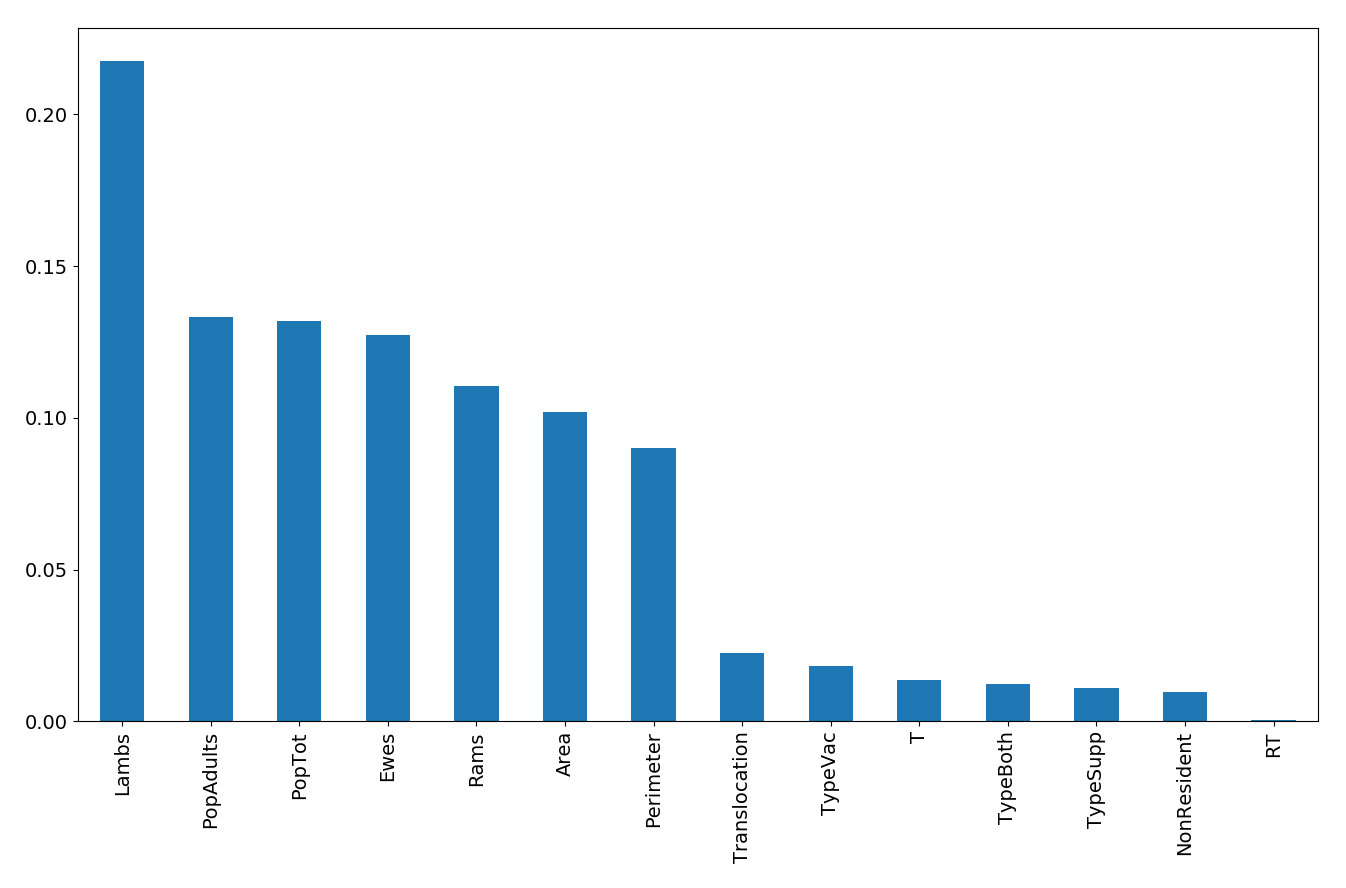 0.20
0.15
0.10
0.05
0.00
Lambs
PopAdults
PopTot
Ewes
Rams
Area
Perimeter
Translocation
TypeVac
T
TypeBoth
TypeSupp
NonResident
RT